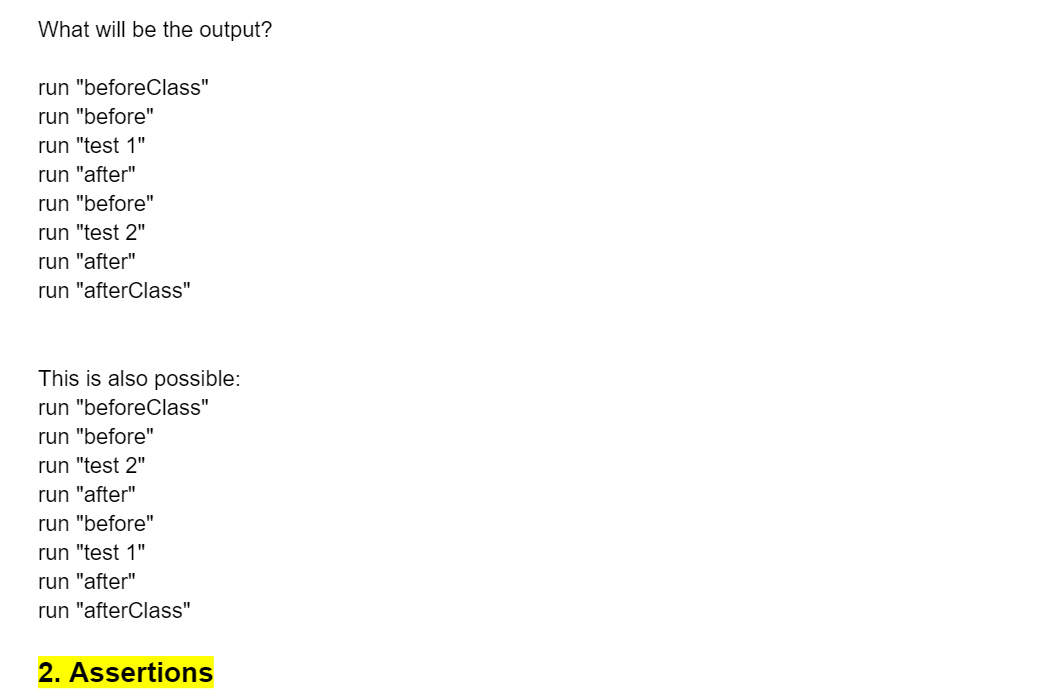 What will be the output?
run "beforeClass"
run "before"
run "test 1"
run "after"
run "before"
run "test 2"
run "after"
run "afterClass"
This is also possible:
run "beforeClass"
run "before"
run "test 2"
run "after"
run "before"
run "test 1"
run "after"
run "afterClass"
2. Assertions